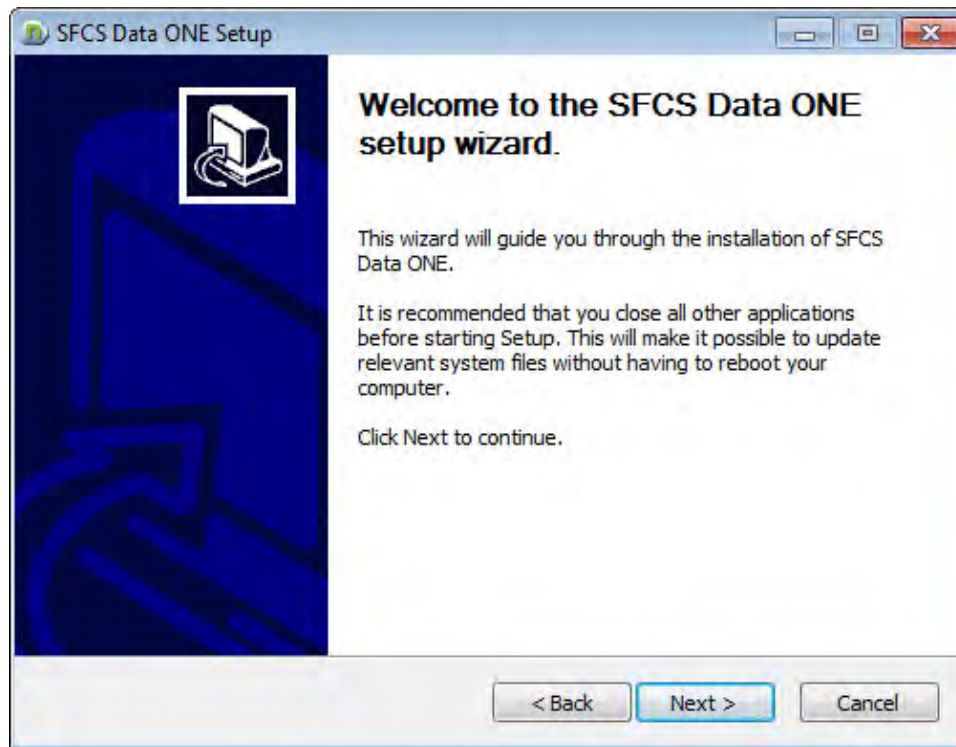 SFCS Data ONE Setup
Welcome to the SFCS Data ONE
setup wizard.
This wizard will guide you through the installation of SFCS
Data ONE.
It is recommended that you close all other applications
before starting Setup. This will make it possible to update
relevant system files without having to reboot your
computer.
Click Next to continue.
< Back
Next >
Cancel